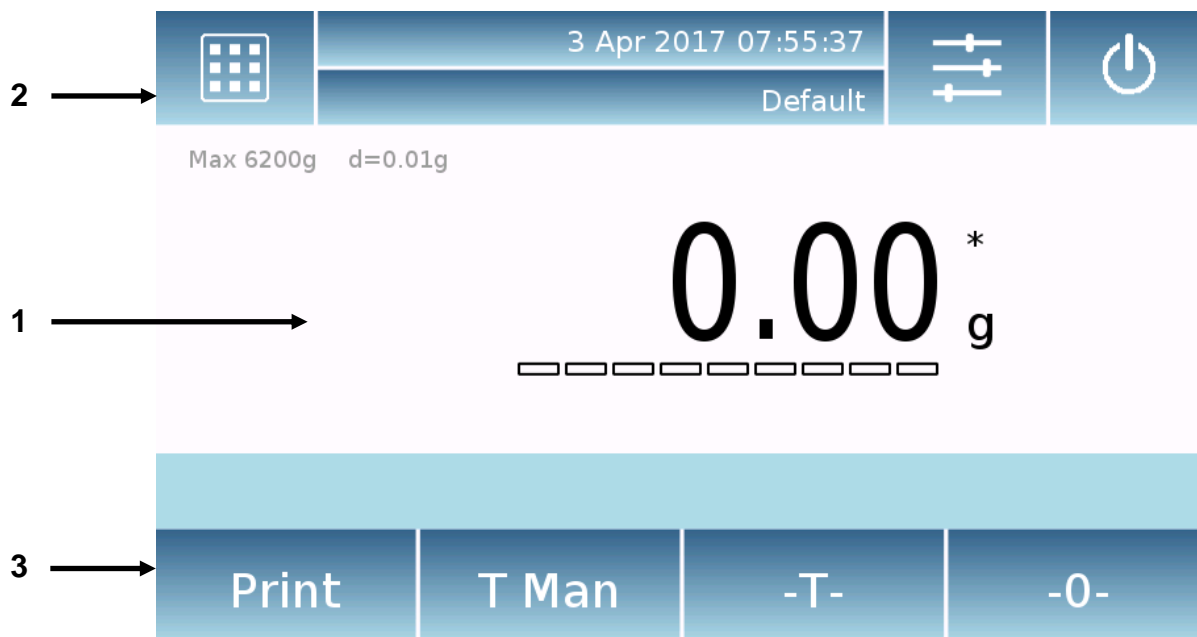 3 Apr 2017 07:55:37
2
Default
Max 6200g d=0.01g
0.00 *
g
1
3
Print T Man -T- -0-